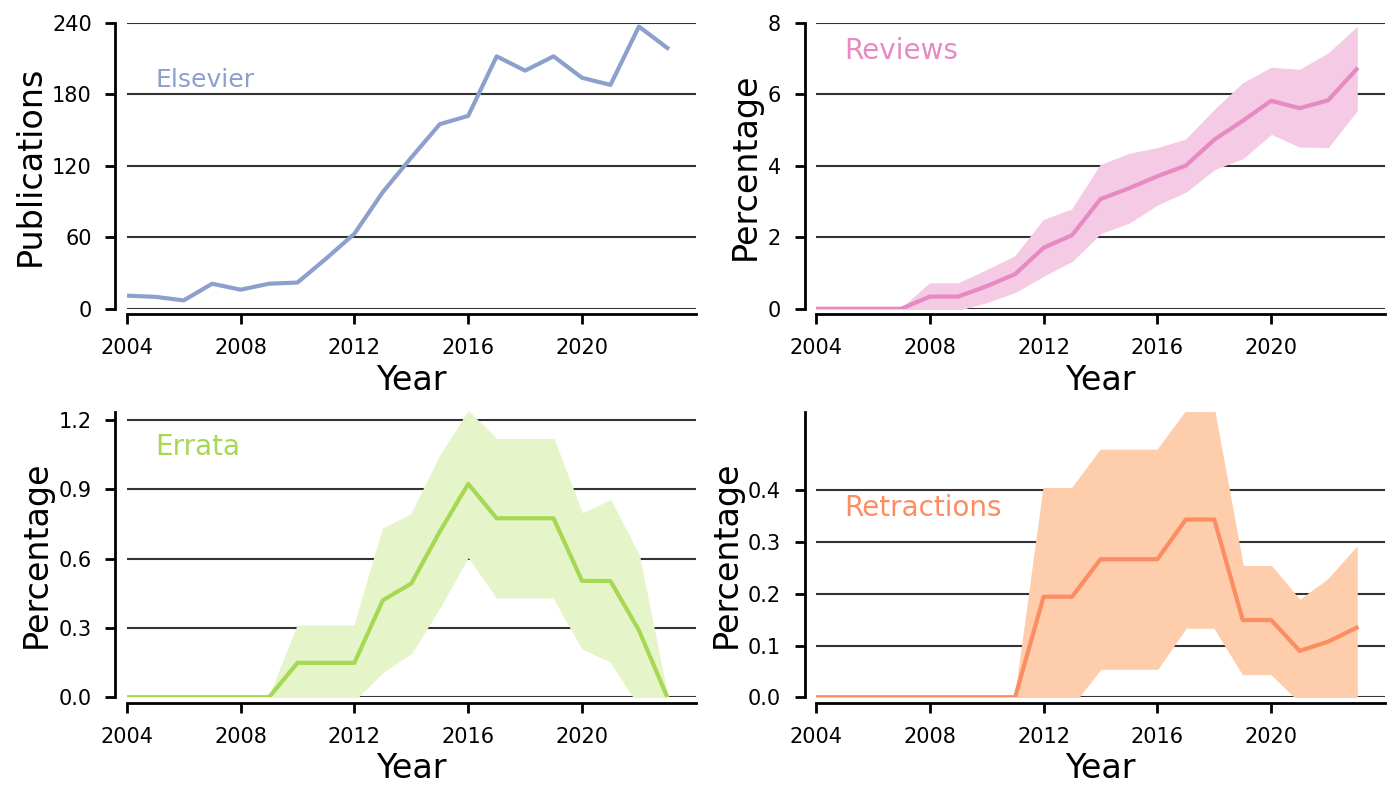 Publications
240
180
120
60
0
Elsevier
2004 2008 2012 2016 2020
Year
Percentage
8
6
4
2
0
Reviews
2004 2008 2012 2016 2020
Year
Percentage
1.2
0.9
0.6
0.3
0.0
Errata
2004 2008 2012 2016 2020
Year
Percentage
0.4
0.3
0.2
0.1
0.0
Retractions
2004 2008 2012 2016 2020
Year